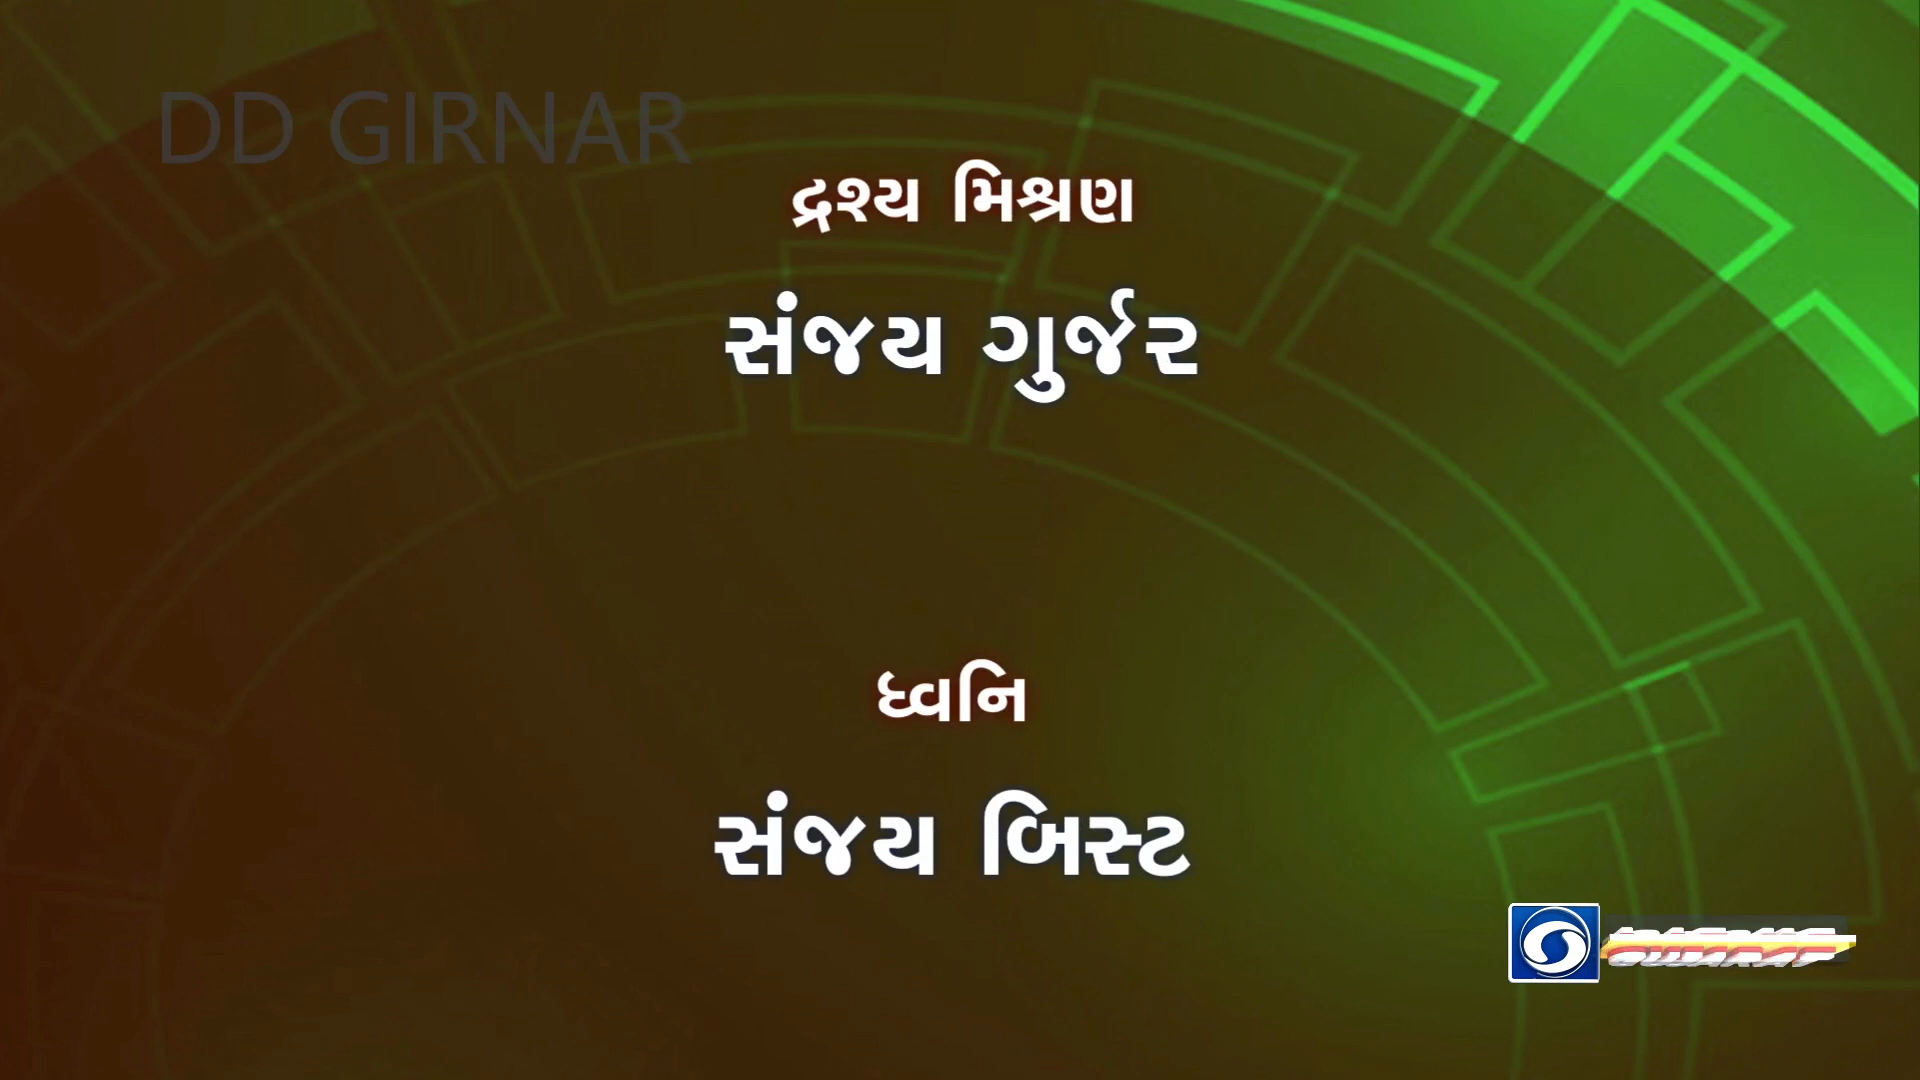 DD GIRNAR
દ્રશ્ય મિશ્રણ
સંજય ગુર્જર
ધ્વનિ
સંજય બિસ્ટ